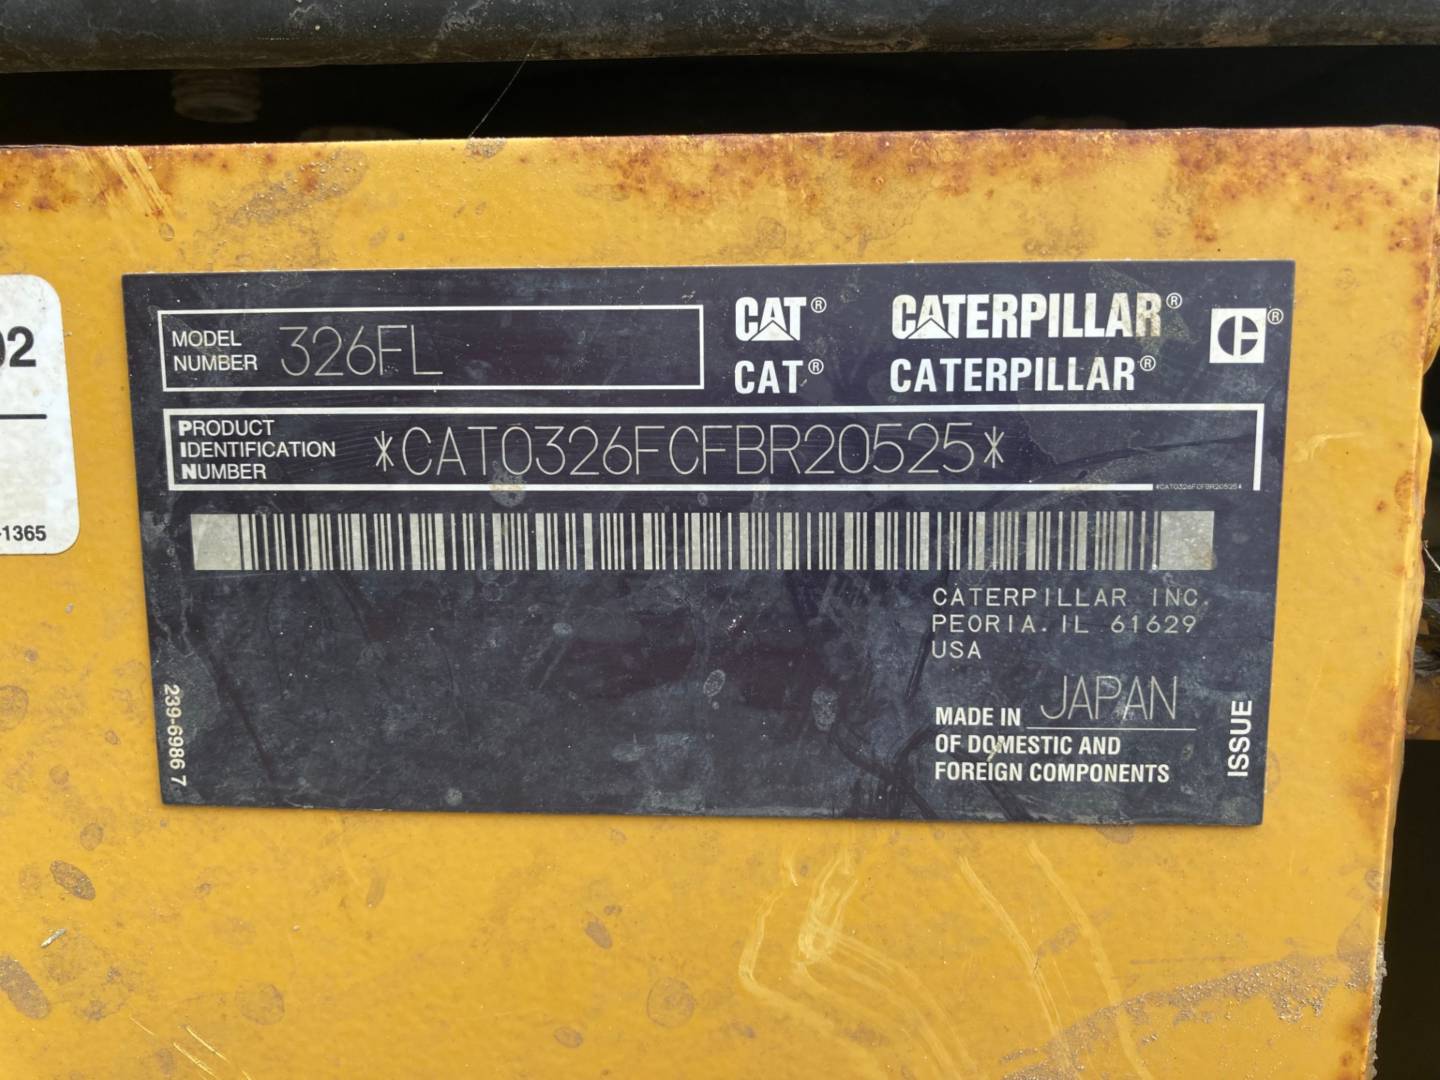 02
-1365
MODEL NUMBER 326FL
CAT® CATERPILLAR®
CAT® CATERPILLAR®
PRODUCT
IDENTIFICATION
NUMBER
*CAT0326FCFBR20525*
*CAT0326FCFBR20525*
CATERPILLAR INC.
PEORIA. IL 61629
USA
MADE IN JAPAN
OF DOMESTIC AND
FOREIGN COMPONENTS
ISSUE
239-6986 7